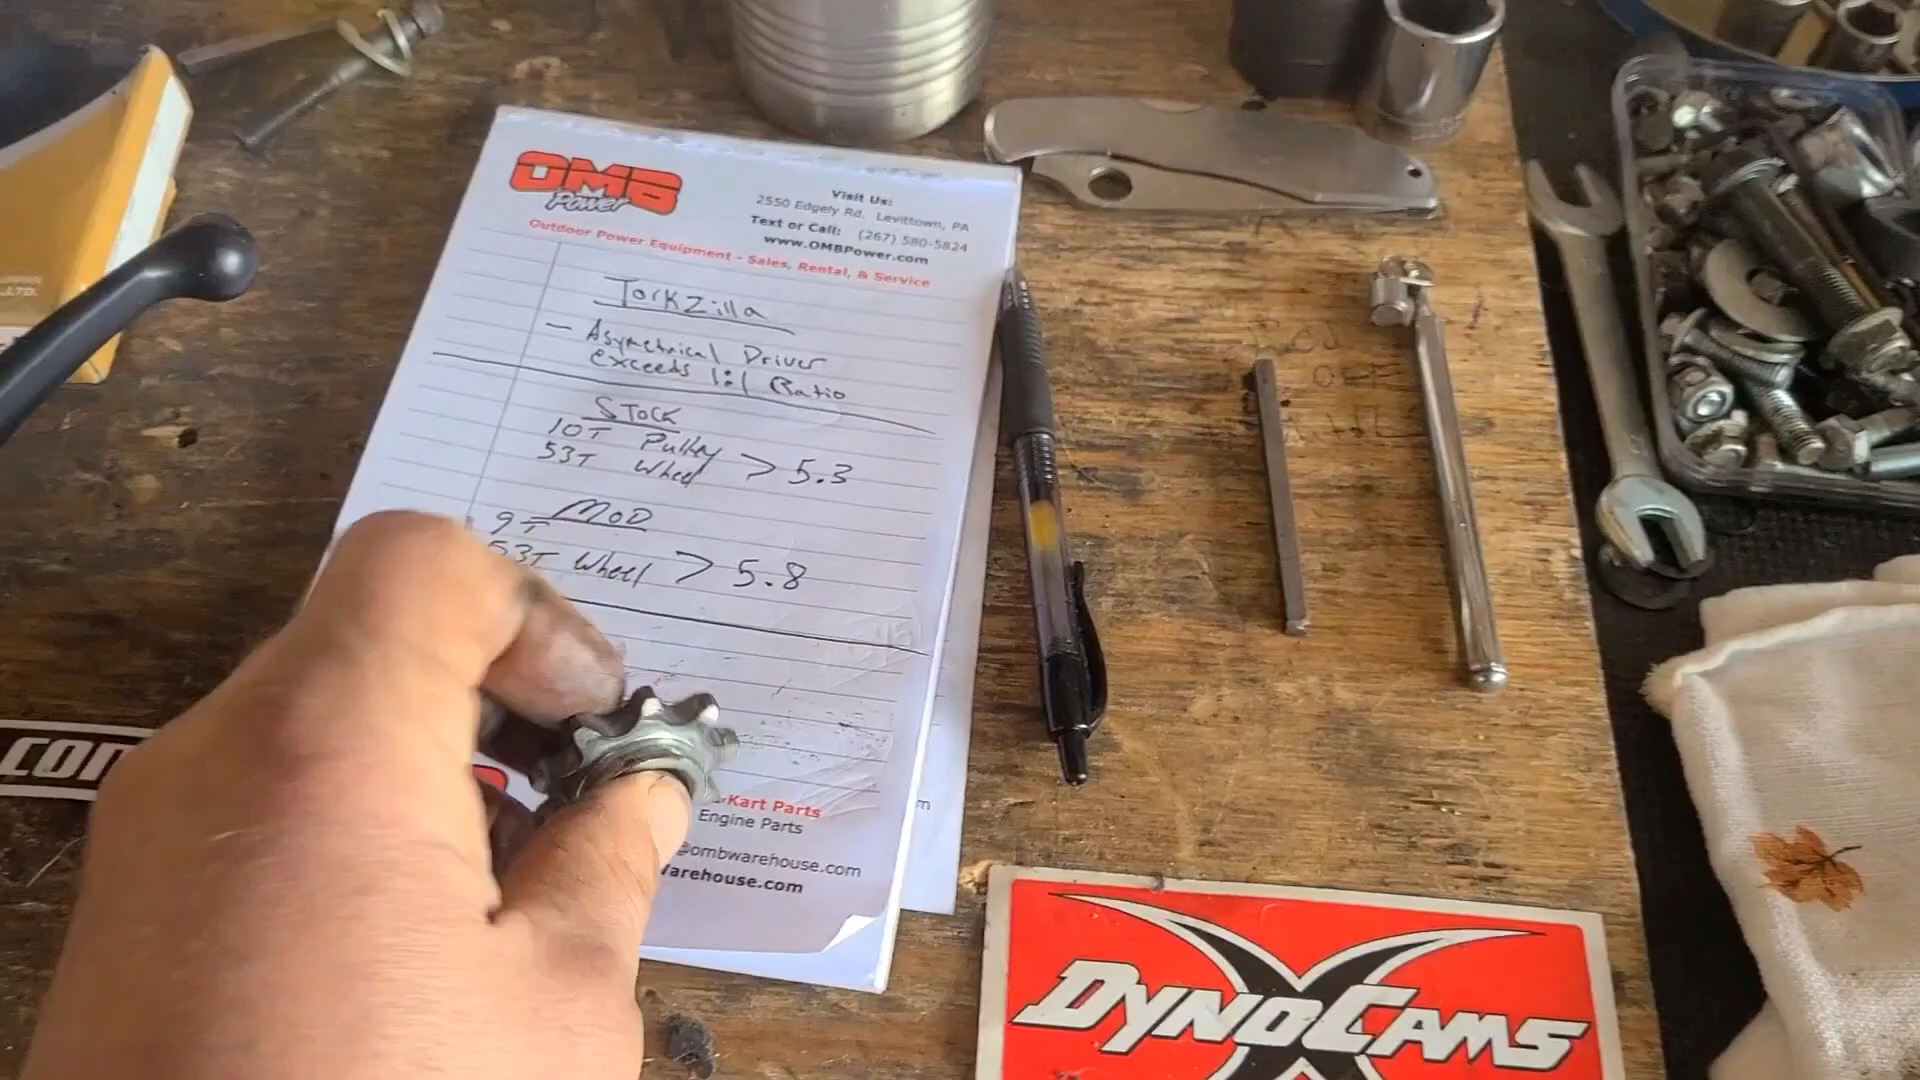 OMB
Power
Visit Us:
2550 Edgely Rd. Levittown, PA
Text or Call: (267) 580-5824
www.OMBPower.com
Outdoor Power Equipment - Sales, Rental, & Service
TorkZilla
- Asymetrical Driver
exceeds 1:1 Ratio
STOCK
10T Pulley
53T Wheel > 5.3
MOD
9T
53T Wheel > 5.8
Kart Parts
Engine Parts
@ombwarehouse.com
Warehouse.com
.,LTD.
CON
m
DYNOCAMS